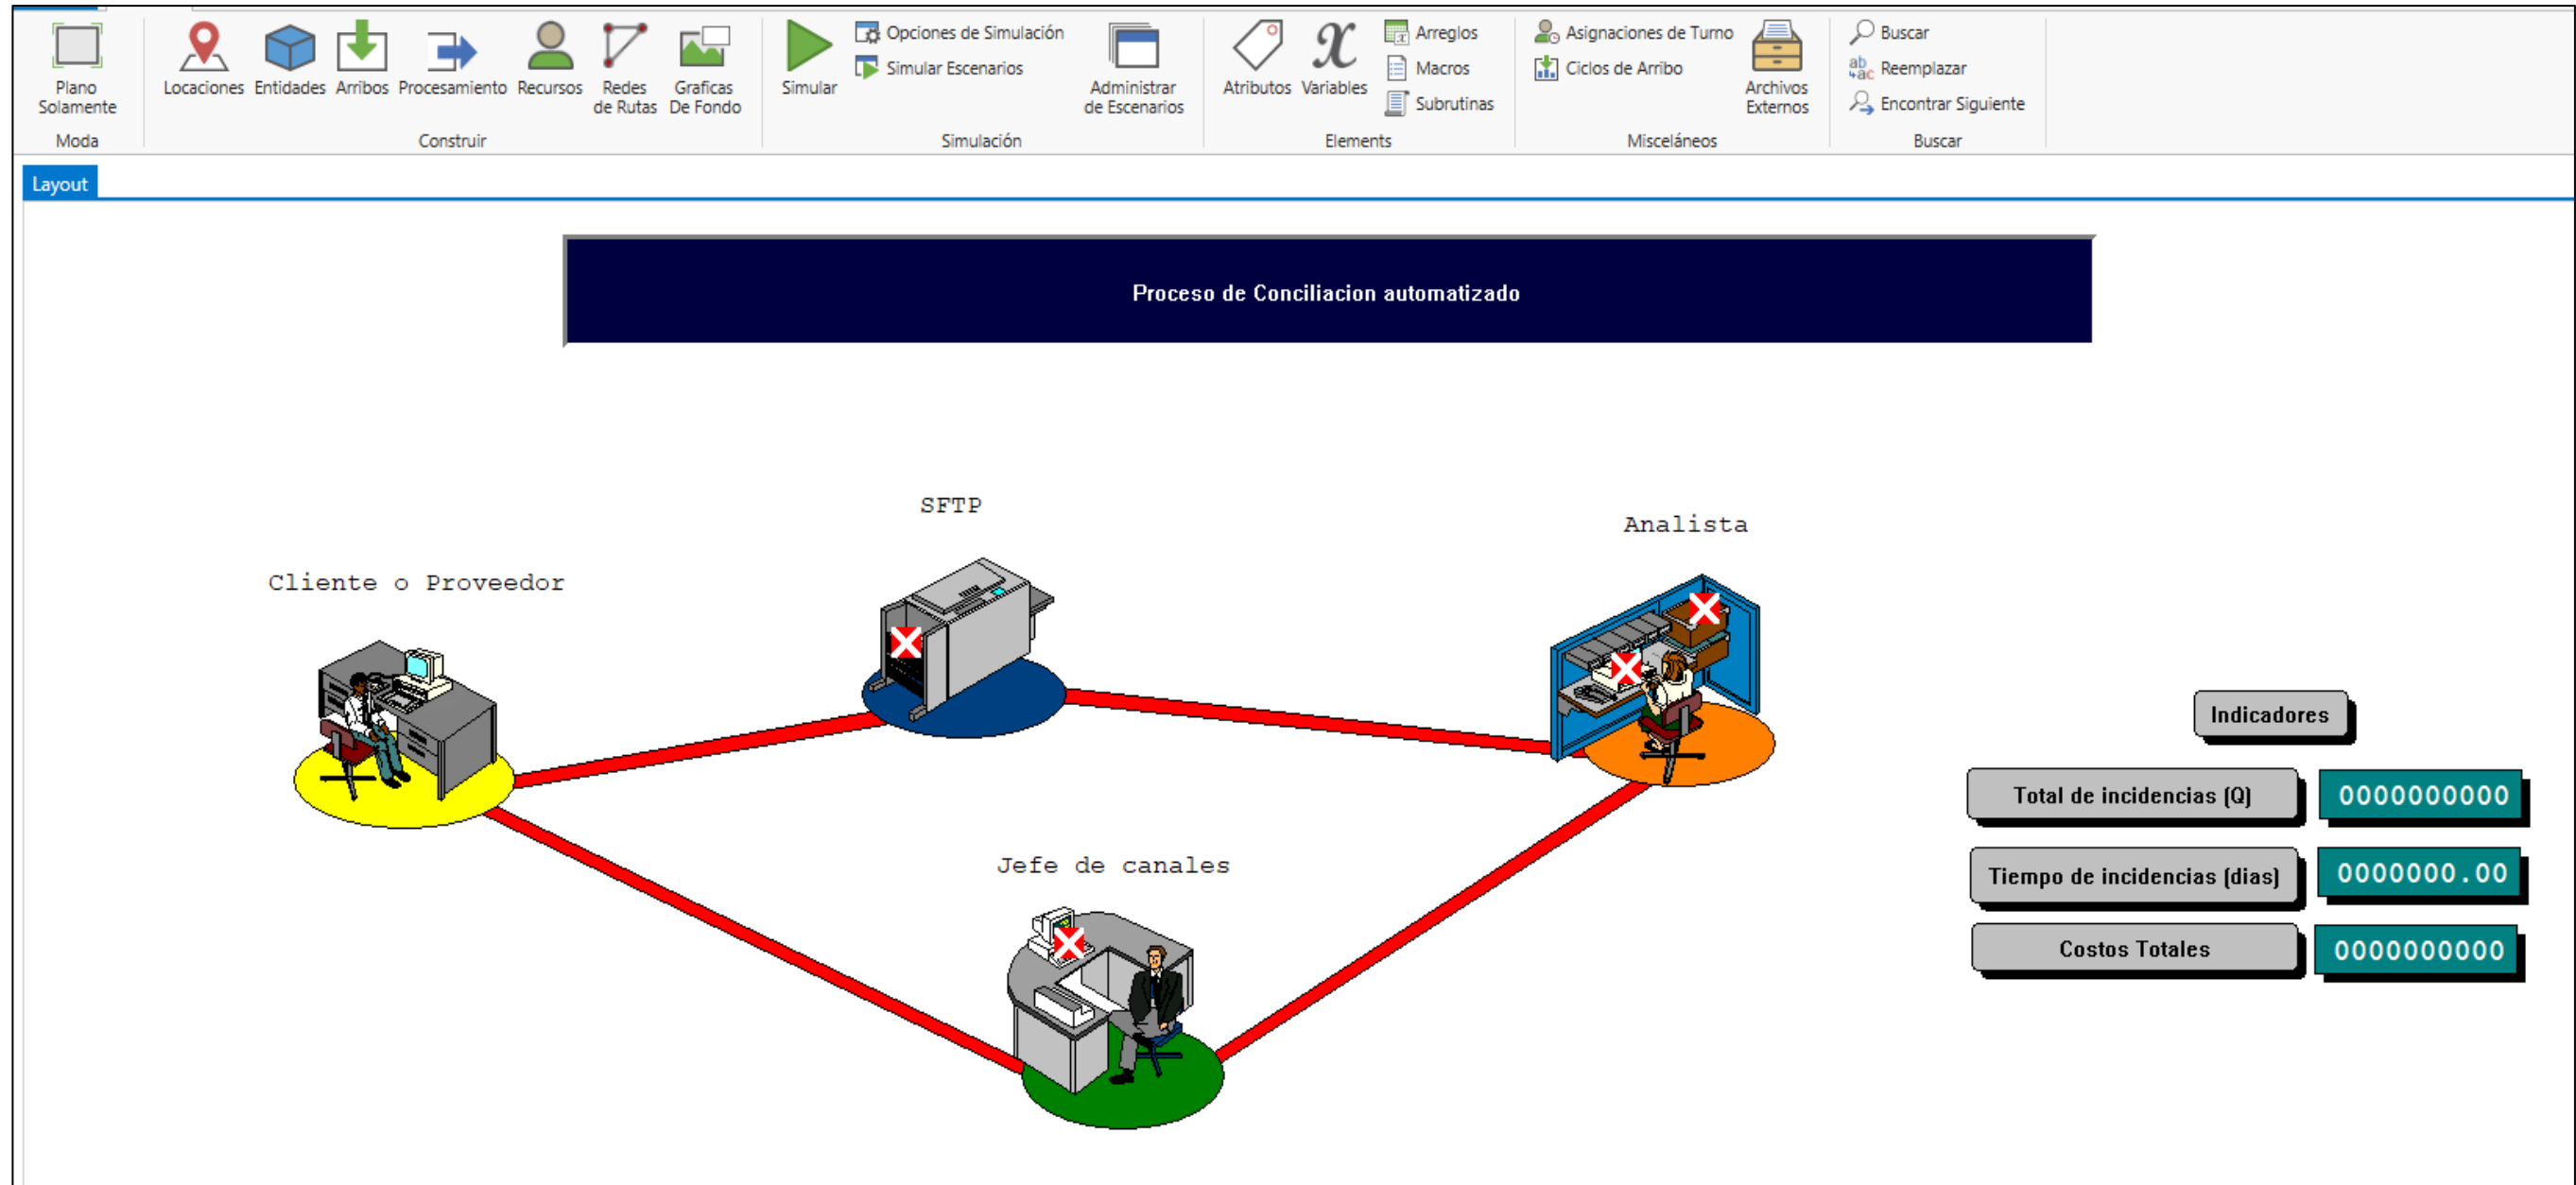 Plano
Solamente
Moda
Locaciones
Entidades
Arribos
Procesamiento
Recursos
Redes
de Rutas
Graficas
De Fondo
Construir
Simular
Opciones de Simulación
Simular Escenarios
Administrar
de Escenarios
Simulación
Atributos
Variables
Arreglos
Macros
Subrutinas
Elements
Asignaciones de Turno
Ciclos de Arribo
Archivos
Externos
Misceláneos
Buscar
Reemplazar
Encontrar Siguiente
Buscar
Layout
Proceso de Conciliacion automatizado
SFTP
Analista
Cliente o Proveedor
Jefe de canales
Indicadores
Total de incidencias (Q) 0000000000
Tiempo de incidencias (dias) 0000000.00
Costos Totales 0000000000